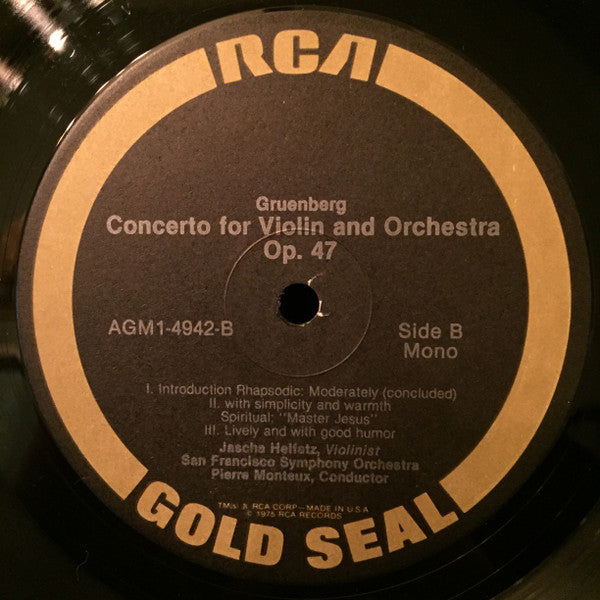 RCA
Gruenberg
Concerto for Violin and Orchestra
Op. 47
AGM1-4942-B
Side B
Mono
I. Introduction Rhapsodic: Moderately (concluded)
II. with simplicity and warmth
Spiritual: "Master Jesus"
III. Lively and with good humor
Jascha Heifetz, Violinist
San Francisco Symphony Orchestra
Pierre Monteux, Conductor
RCA CORP—MADE IN U.S.A
© 1975 RCA RECORDS
GOLD SEAL